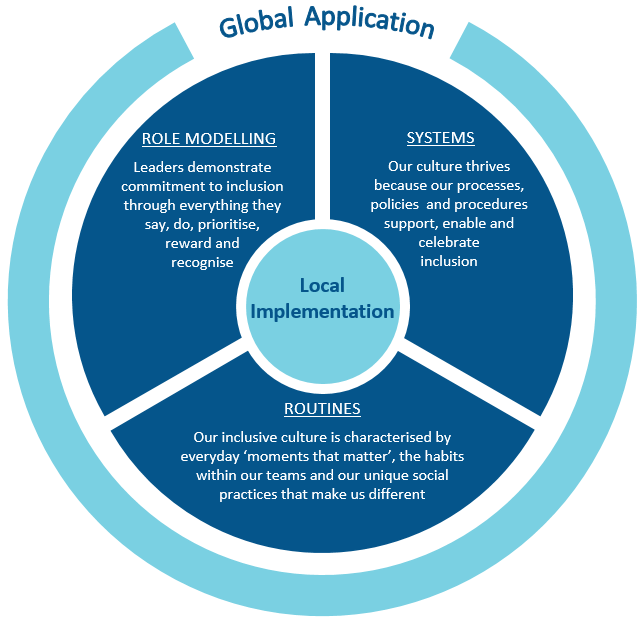 Global Application
ROLE MODELLING
Leaders demonstrate
commitment to inclusion
through everything they
say, do, prioritise,
reward and
recognise
SYSTEMS
Our culture thrives
because our processes,
policies and procedures
support, enable and
celebrate
inclusion
Local
Implementation
ROUTINES
Our inclusive culture is characterised by
everyday ‘moments that matter’, the habits
within our teams and our unique social
practices that make us different